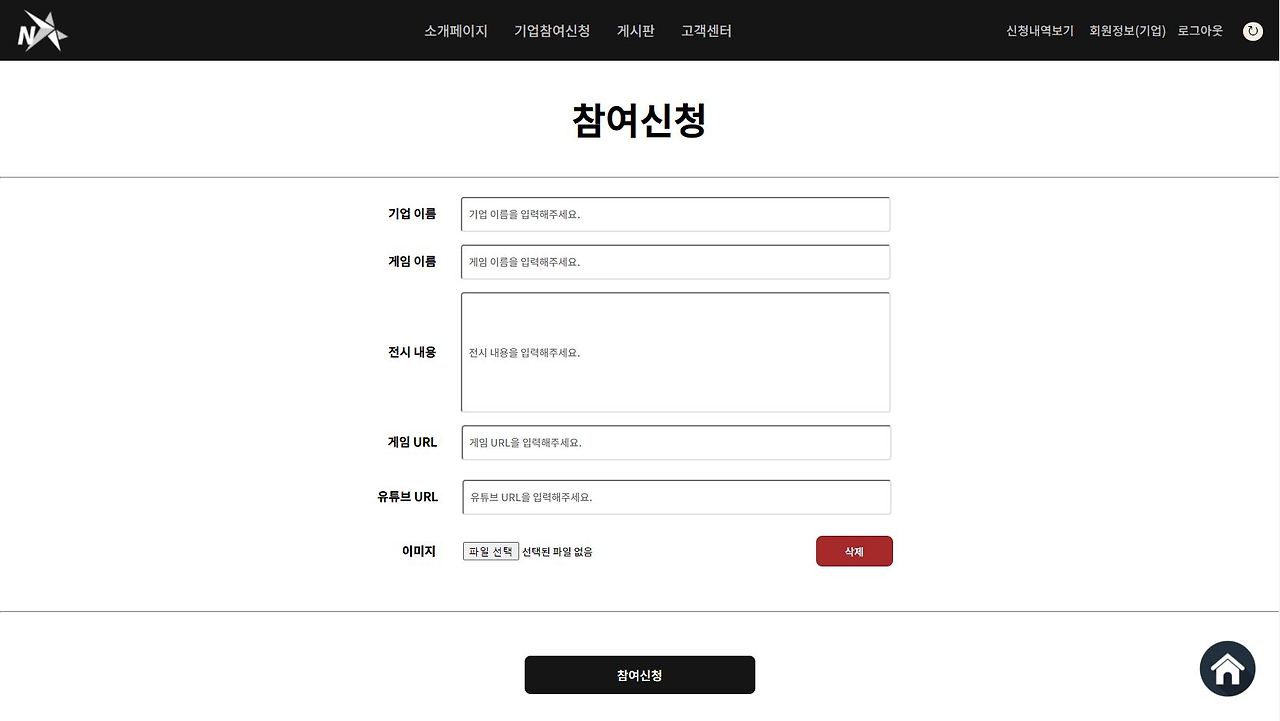 N
소개페이지 기업참여신청 게시판 고객센터 신청내역보기 회원정보(기업) 로그아웃
참여신청
기업 이름 기업 이름을 입력해주세요.
게임 이름 게임 이름을 입력해주세요.
전시 내용 전시 내용을 입력해주세요.
게임 URL 게임 URL을 입력해주세요.
유튜브 URL 유튜브 URL을 입력해주세요.
이미지 파일 선택 선택된 파일 없음 삭제
참여신청